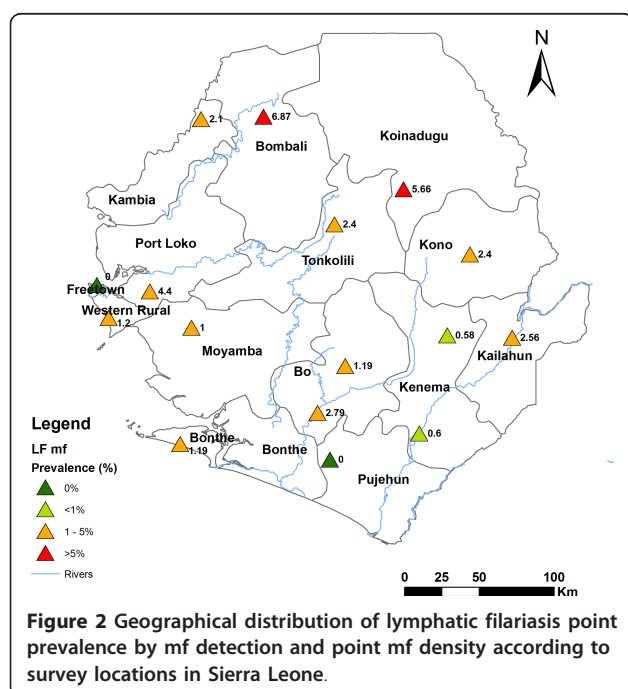 N
2.1
6.87
Bombali
Koinadugu
Kambia
5.66
Port Loko
2.4
Tonkolili
Kono
2.4
0
Freetown
4.4
Western Rural
1.2
1
Moyamba
0.58
2.56
Kailahun
Bo
1.19
Kenema
2.79
0.6
Bonthe
1.19
Bonthe
0
Pujehun
Legend
LF mf
Prevalence (%)
0%
<1%
1 - 5%
>5%
Rivers
0 25 50 75 100
Km
Figure 2 Geographical distribution of lymphatic filariasis point
prevalence by mf detection and point mf density according to
survey locations in Sierra Leone.